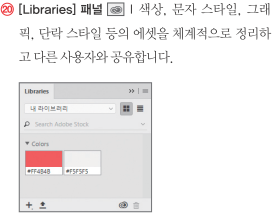 ⑳ [Libraries] 패널 | 색상, 문자 스타일, 그래
픽, 단락 스타일 등의 에셋을 체계적으로 정리하
고 다른 사용자와 공유합니다.
Libraries
내 라이브러리
Search Adobe Stock
Colors
#FF4B4B #F5F5F5